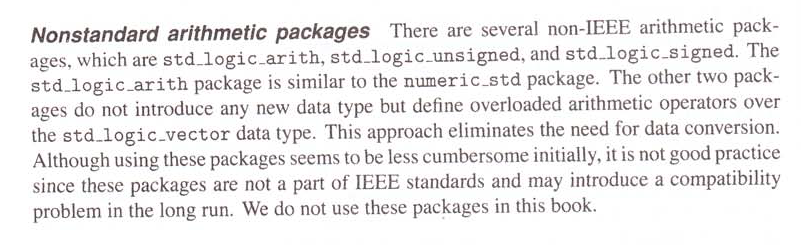 Nonstandard arithmetic packages There are several non-IEEE arithmetic pack-
ages, which are std_logic_arith, std_logic_unsigned, and std_logic_signed. The
std_logic_arith package is similar to the numeric_std package. The other two pack-
ages do not introduce any new data type but define overloaded arithmetic operators over
the std_logic_vector data type. This approach eliminates the need for data conversion.
Although using these packages seems to be less cumbersome initially, it is not good practice
since these packages are not a part of IEEE standards and may introduce a compatibility
problem in the long run. We do not use these packages in this book.